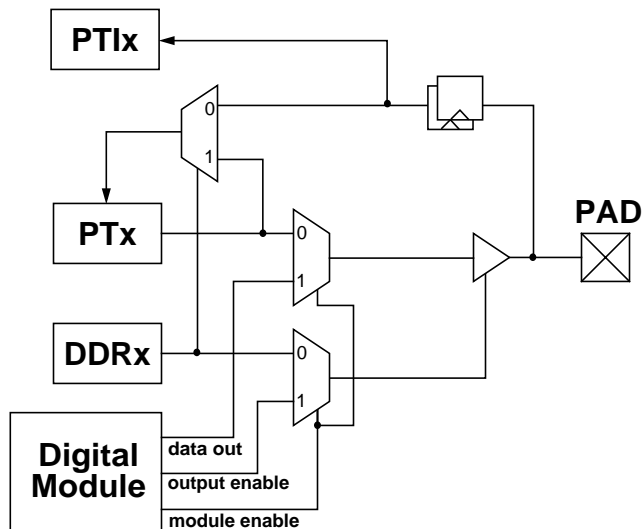 PTIx
0
1
PTx
PAD
0
1
DDRx
0
1
Digital
Module
data out
output enable
module enable